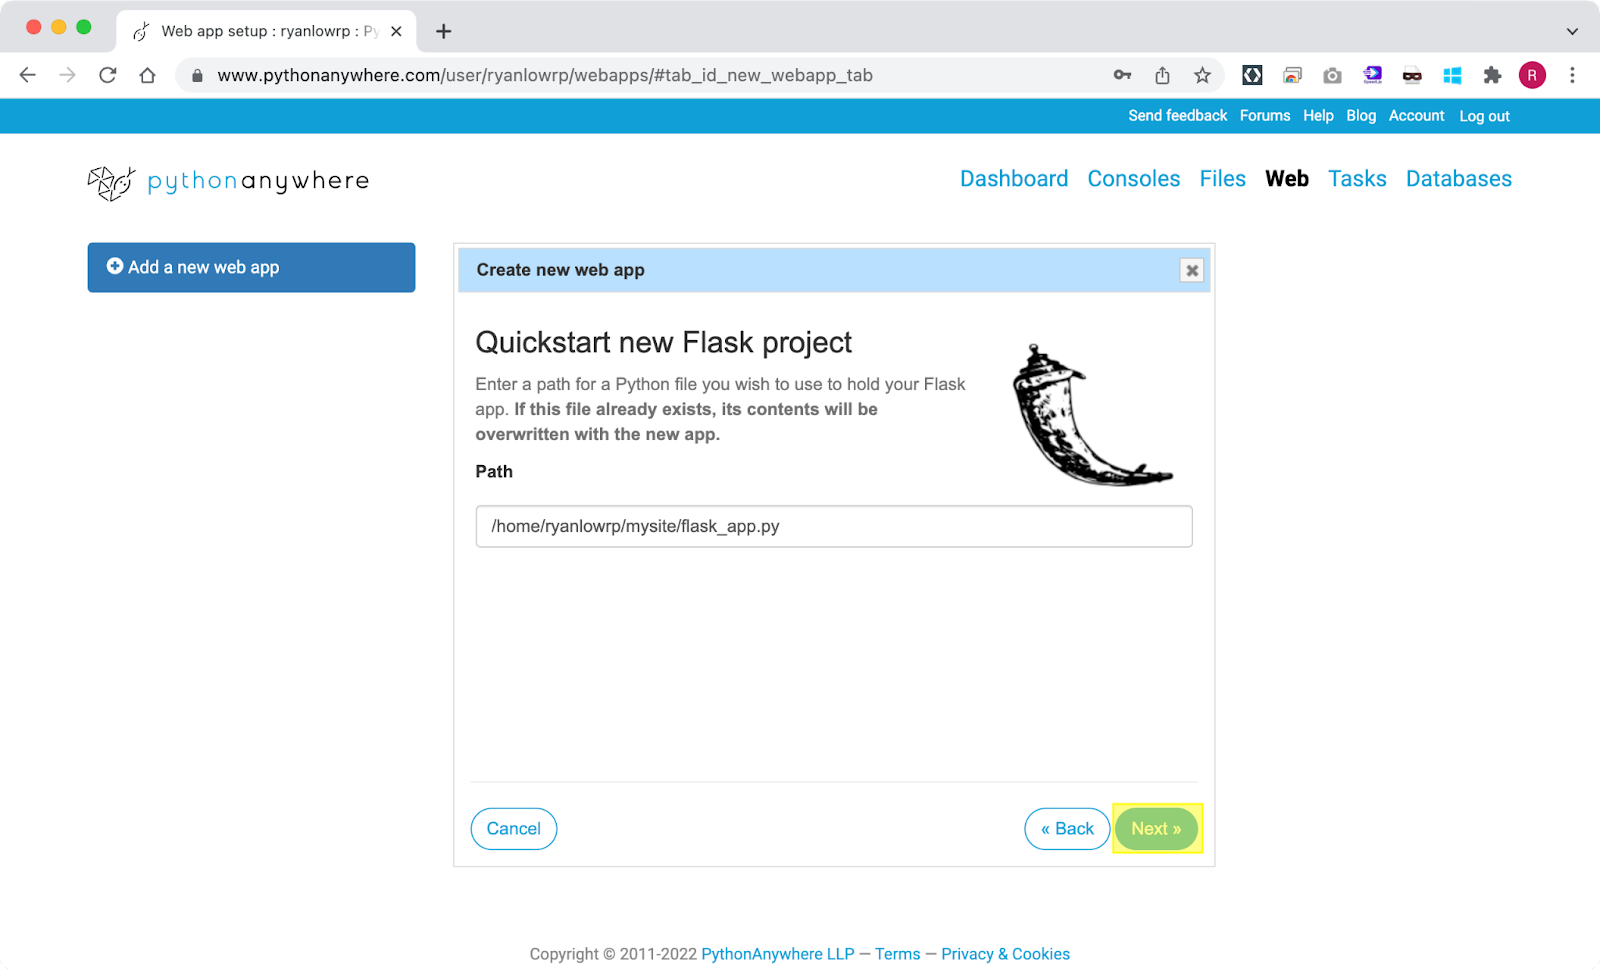 Web app setup : ryanlowrp : Py
www.pythonanywhere.com/user/ryanlowrp/webapps/#tab_id_new_webapp_tab
R
Send feedback Forums Help Blog Account Log out
pythonanywhere
Dashboard Consoles Files Web Tasks Databases
Add a new web app
Create new web app
Quickstart new Flask project
Enter a path for a Python file you wish to use to hold your Flask
app. If this file already exists, its contents will be
overwritten with the new app.
Path
/home/ryanlowrp/mysite/flask_app.py
Cancel
« Back
Next »
Copyright © 2011-2022 PythonAnywhere LLP — Terms — Privacy & Cookies